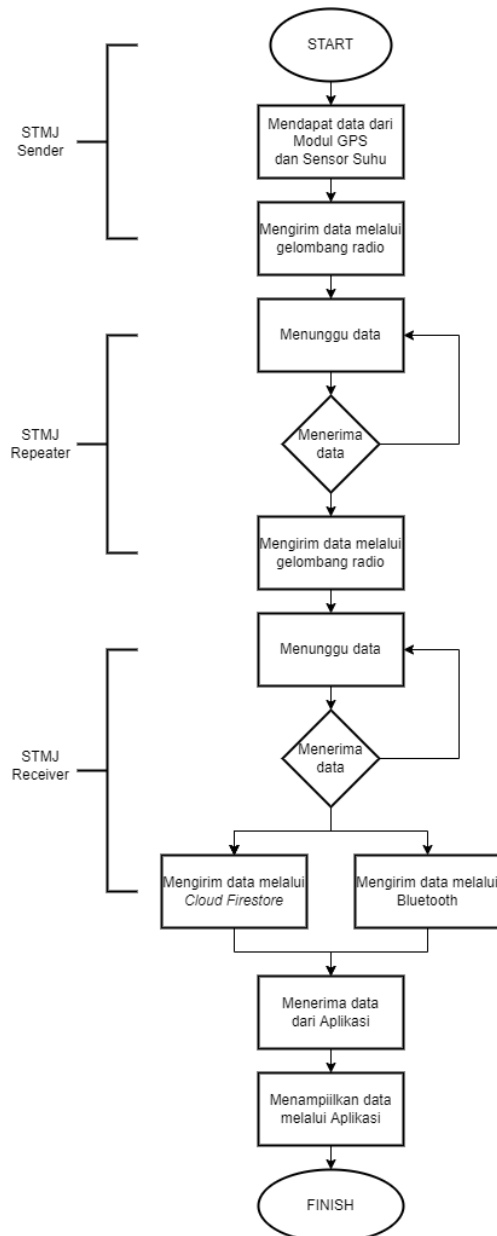 START
STMJ
Sender
Mendapat data dari
Modul GPS
dan Sensor Suhu
Mengirim data melalui
gelombang radio
Menunggu data
STMJ
Repeater
Menerima
data
Mengirim data melalui
gelombang radio
Menunggu data
STMJ
Receiver
Menerima
data
Mengirim data melalui
Cloud Firestore
Mengirim data melalui
Bluetooth
Menerima data
dari Aplikasi
Menampiilkan data
melalui Aplikasi
FINISH